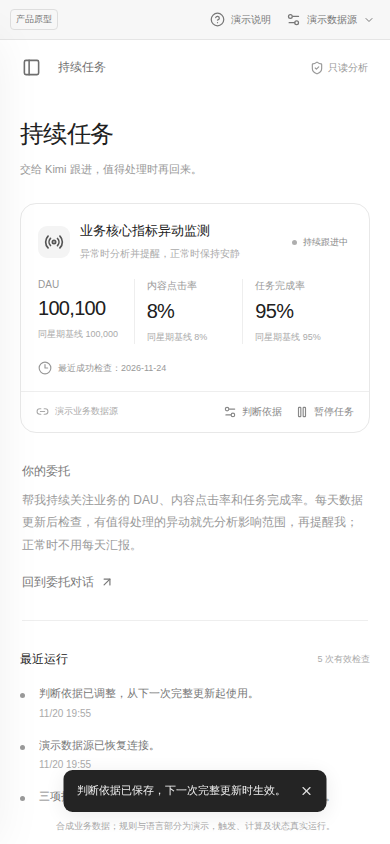 产品原型
演示说明
演示数据源
持续任务
只读分析
持续任务
交给 Kimi 跟进，值得处理时再回来。
业务核心指标异动监测
异常时分析并提醒，正常时保持安静
持续跟进中
DAU
100,100
同星期基线 100,000
内容点击率
8%
同星期基线 8%
任务完成率
95%
同星期基线 95%
最近成功检查：2026-11-24
演示业务数据源
判断依据
暂停任务
你的委托
帮我持续关注业务的 DAU、内容点击率和任务完成率。每天数据
更新后检查，有值得处理的异动就先分析影响范围，再提醒我；
正常时不用每天汇报。
回到委托对话
最近运行
5 次有效检查
判断依据已调整，从下一次完整更新起使用。
11/20 19:55
演示数据源已恢复连接。
11/20 19:55
三项
判断依据已保存，下一次完整更新时生效。
合成业务数据；规则与语言部分为演示，触发、计算及状态真实运行。